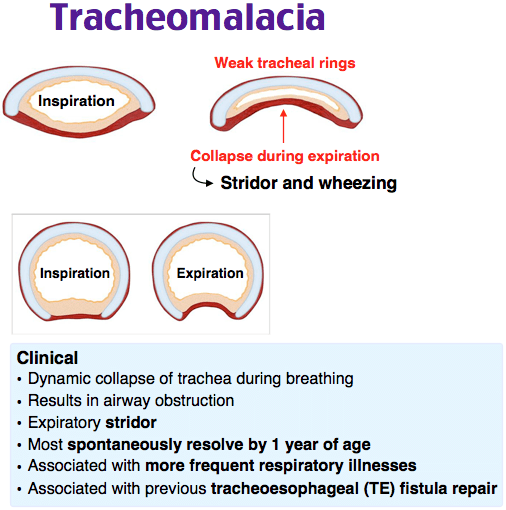 Tracheomalacia
Weak tracheal rings
Inspiration
Collapse during expiration
Stridor and wheezing
Inspiration
Expiration
Clinical
• Dynamic collapse of trachea during breathing
• Results in airway obstruction
• Expiratory stridor
• Most spontaneously resolve by 1 year of age
• Associated with more frequent respiratory illnesses
• Associated with previous tracheoesophageal (TE) fistula repair